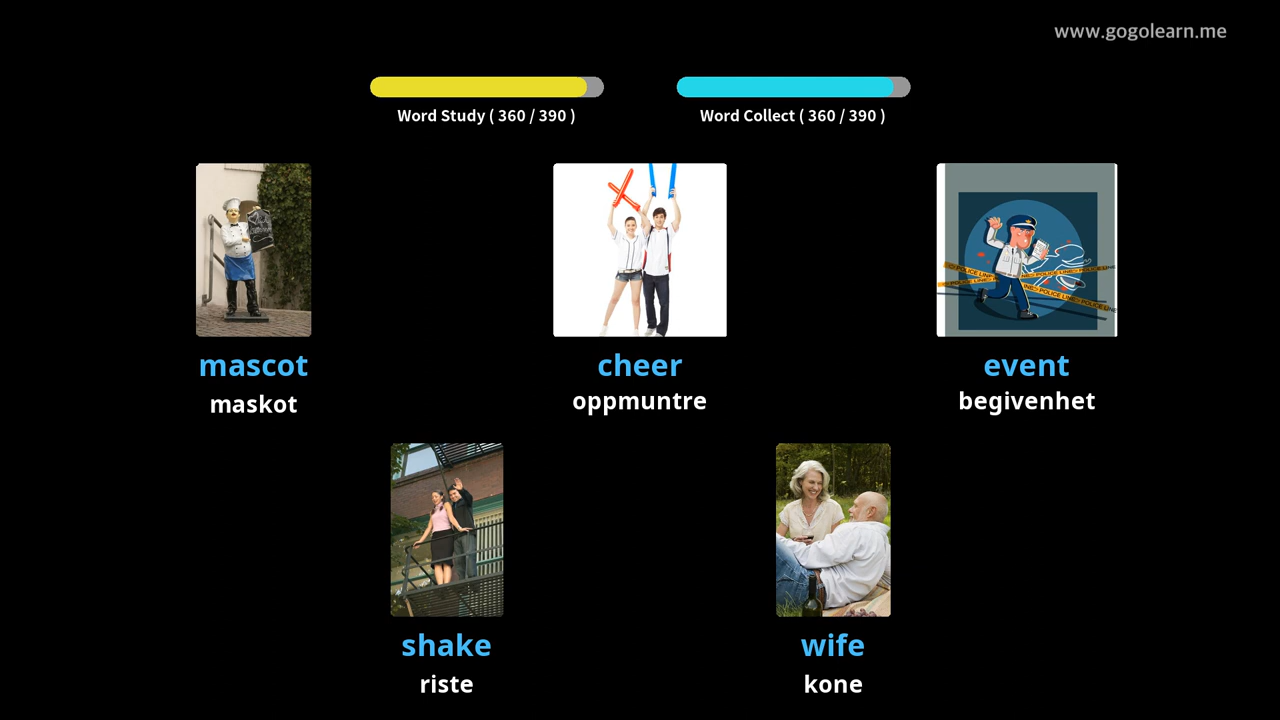 www.gogolearn.me
Word Study ( 360 / 390 )
Word Collect ( 360 / 390 )
mascot
maskot
cheer
oppmuntre
event
begivenhet
shake
riste
wife
kone